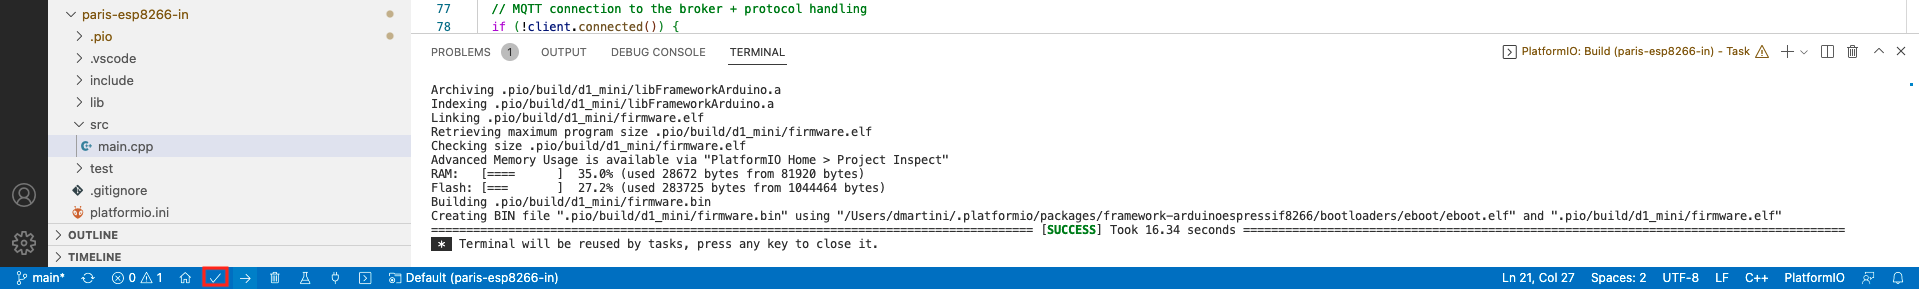 paris-esp8266-in
.pio
.vscode
include
lib
src
main.cpp
test
.gitignore
platformio.ini
OUTLINE
TIMELINE
77 // MQTT connection to the broker + protocol handling
78 if (!client.connected()) {
PROBLEMS 1 OUTPUT DEBUG CONSOLE TERMINAL
PlatformIO: Build (paris-esp8266-in) - Task
Archiving .pio/build/d1_mini/libFrameworkArduino.a
Indexing .pio/build/d1_mini/libFrameworkArduino.a
Linking .pio/build/d1_mini/firmware.elf
Retrieving maximum program size .pio/build/d1_mini/firmware.elf
Checking size .pio/build/d1_mini/firmware.elf
Advanced Memory Usage is available via "PlatformIO Home > Project Inspect"
RAM:   [====      ]  35.0% (used 28672 bytes from 81920 bytes)
Flash: [===       ]  27.2% (used 283725 bytes from 1044464 bytes)
Building .pio/build/d1_mini/firmware.bin
Creating BIN file ".pio/build/d1_mini/firmware.bin" using "/Users/dmartini/.platformio/packages/framework-arduinoespressif8266/bootloaders/eboot/eboot.elf" and ".pio/build/d1_mini/firmware.elf"
[SUCCESS] Took 16.34 seconds
* Terminal will be reused by tasks, press any key to close it.
main* 0 1 Default (paris-esp8266-in) Ln 21, Col 27 Spaces: 2 UTF-8 LF C++ PlatformIO